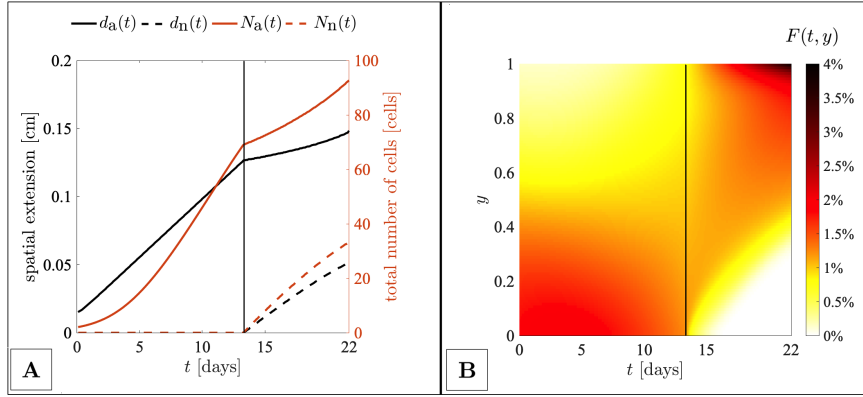 d_a(t) d_n(t) N_a(t) N_n(t)
0.2
0.15
0.1
0.05
0
spatial extension [cm]
100
80
60
40
20
0
total number of cells [cells]
0 5 15 22
t [days]
A
F(t, y)
1
0.8
0.6
0.4
0.2
0
y
0 5 10 15 22
t [days]
4%
3.5%
3%
2.5%
2%
1.5%
1%
0.5%
0%
B